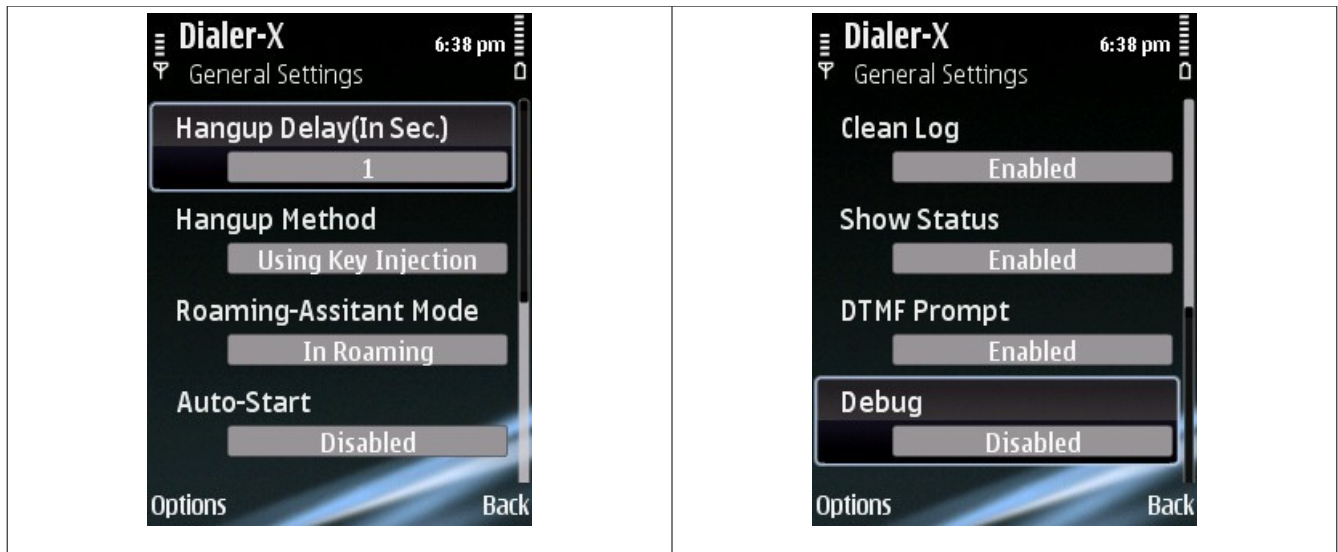 Dialer-X
6:38 pm
General Settings
Hangup Delay(In Sec.)
1
Hangup Method
Using Key Injection
Roaming-Assitant Mode
In Roaming
Auto-Start
Disabled
Options
Back
Dialer-X
6:38 pm
General Settings
Clean Log
Enabled
Show Status
Enabled
DTMF Prompt
Enabled
Debug
Disabled
Options
Back